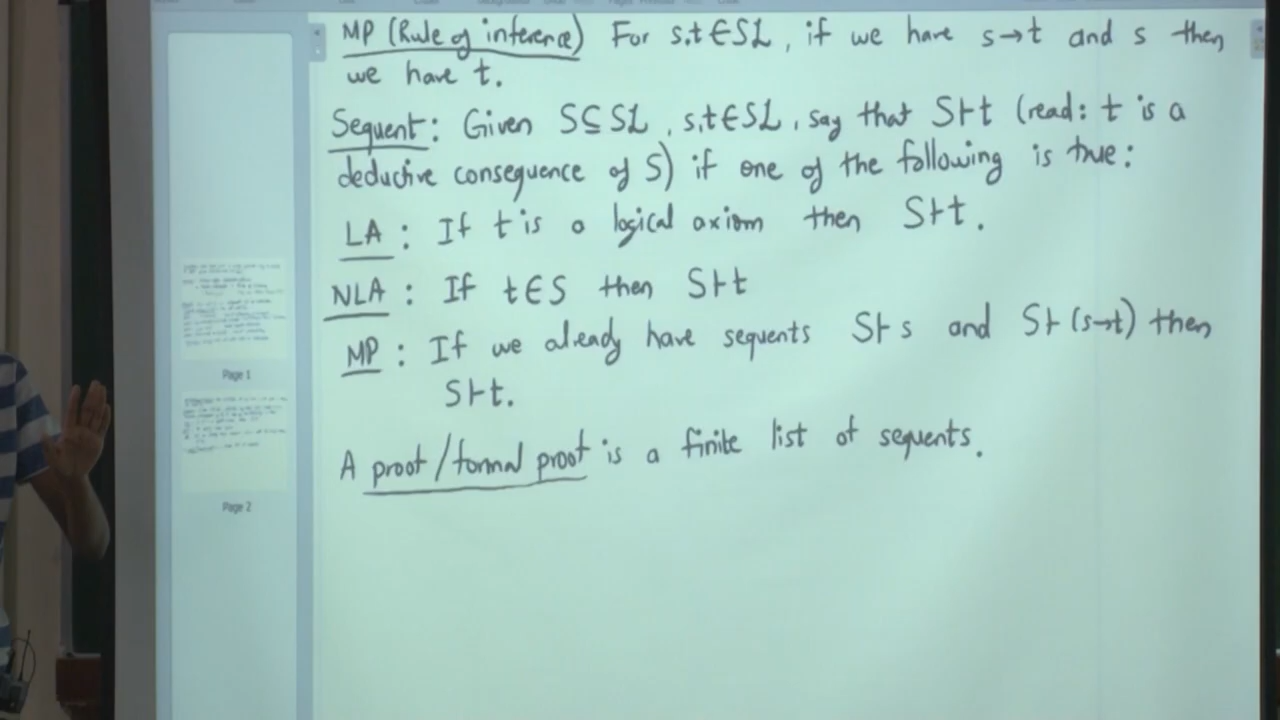 MP (Rule of inference) For s,t∈SL, if we have s→t and s then
we have t.
Sequent: Given S⊆SL, s,t∈SL, say that S⊢t (read: t is a
deductive consequence of S) if one of the following is true:
LA: If t is a logical axiom then S⊢t.
NLA: If t∈S then S⊢t
MP: If we already have sequents S⊢s and S⊢(s→t) then
S⊢t.
A proof/formal proof is a finite list of sequents.
Page 1
Page 2